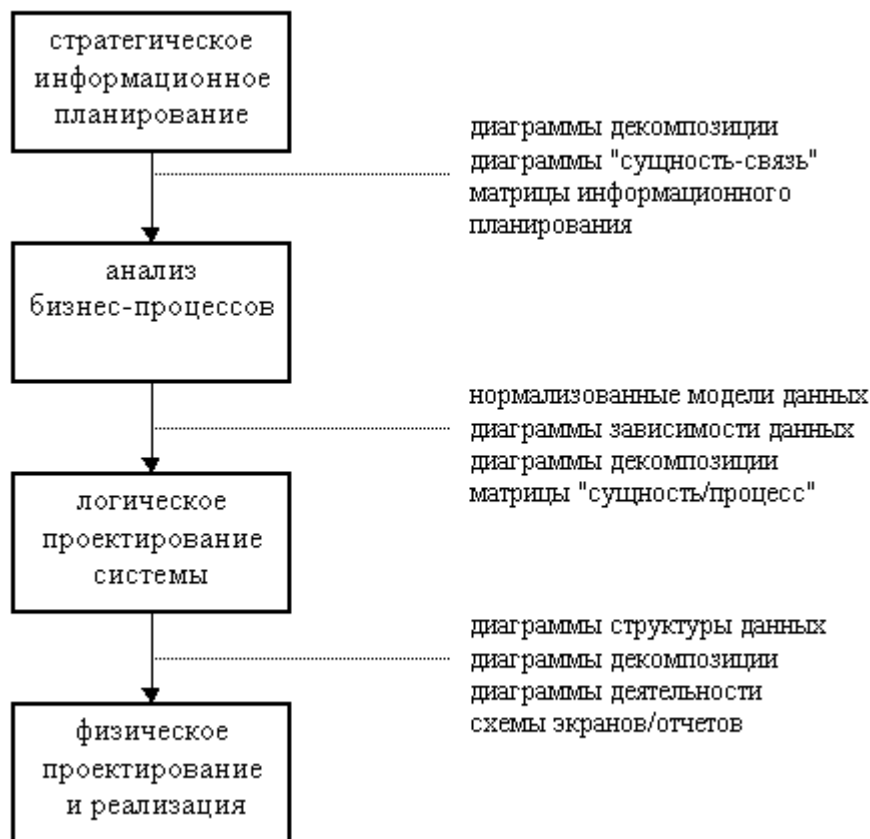 стратегическое
информационное
планирование
диаграммы декомпозиции
диаграммы "сущность-связь"
матрицы информационного
планирования
анализ
бизнес-процессов
нормализованные модели данных
диаграммы зависимости данных
диаграммы декомпозиции
матрицы "сущность/процесс"
логическое
проектирование
системы
диаграммы структуры данных
диаграммы декомпозиции
диаграммы деятельности
схемы экранов/отчетов
физическое
проектирование
и реализация